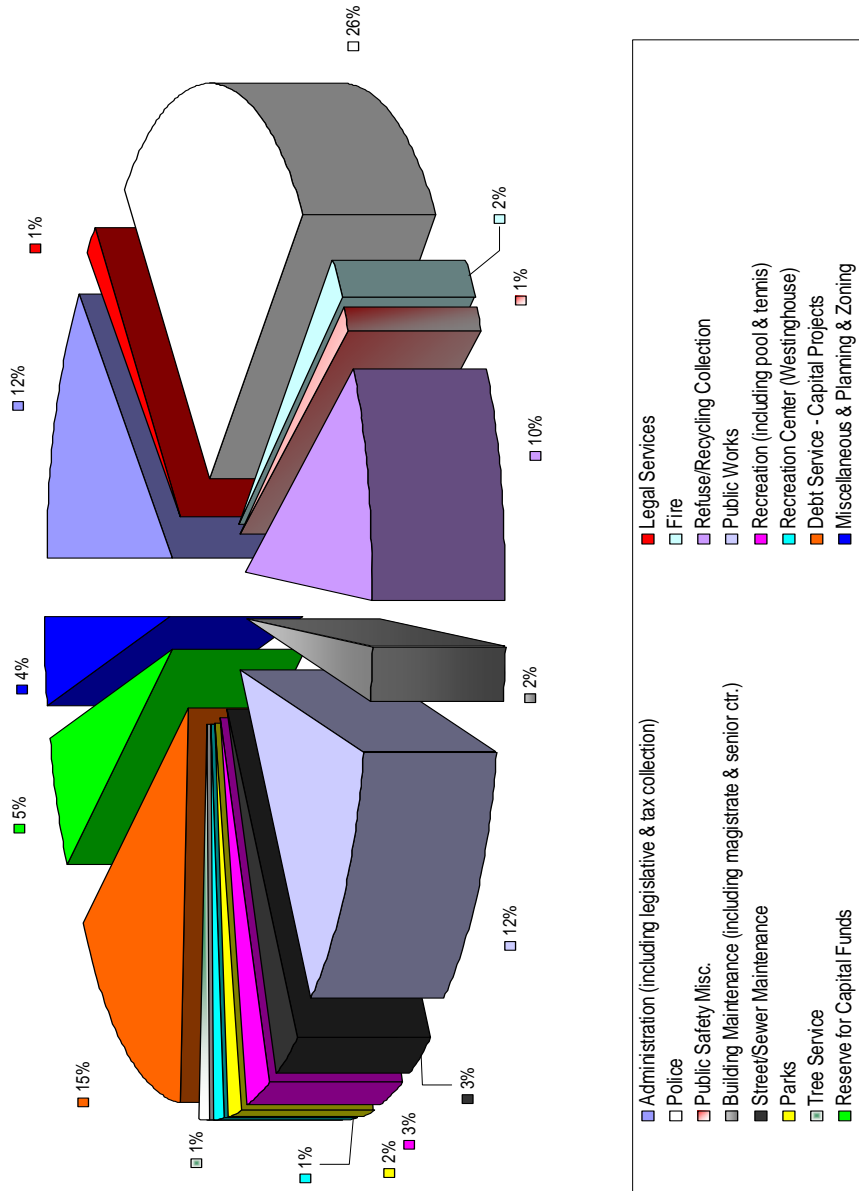 12%
1%
26%
2%
1%
10%
2%
12%
3%
3%
2%
1%
1%
15%
5%
4%
Administration (including legislative & tax collection)
Legal Services
Police
Fire
Public Safety Misc.
Refuse/Recycling Collection
Building Maintenance (including magistrate & senior ctr.)
Public Works
Street/Sewer Maintenance
Recreation (including pool & tennis)
Parks
Recreation Center (Westinghouse)
Tree Service
Debt Service - Capital Projects
Reserve for Capital Funds
Miscellaneous & Planning & Zoning